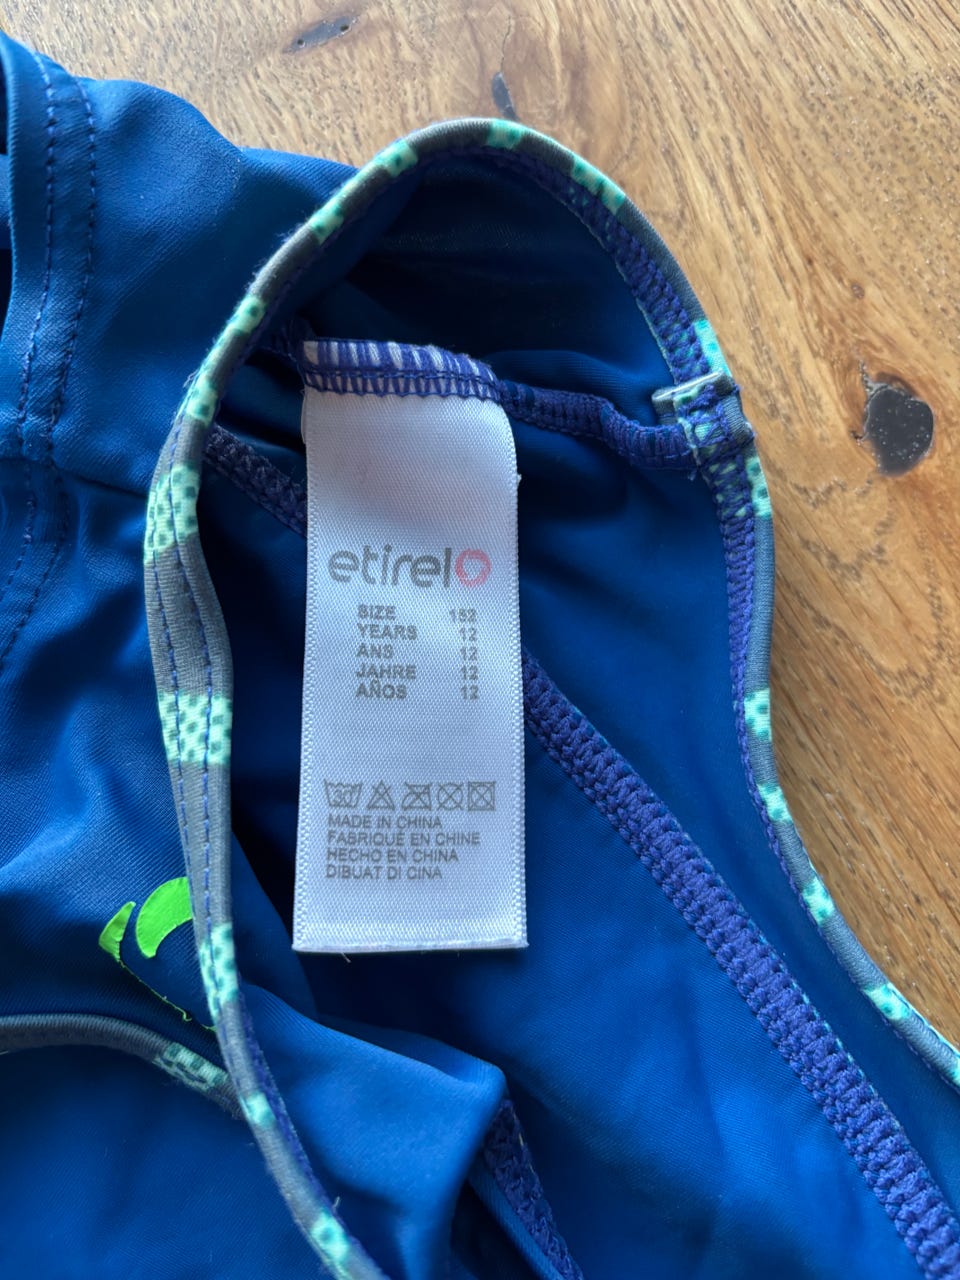 etirel
SIZE 152
YEARS 12
ANS 12
JAHRE 12
AÑOS 12
30
MADE IN CHINA
FABRIQUÉ EN CHINE
HECHO EN CHINA
DIBUAT DI CINA